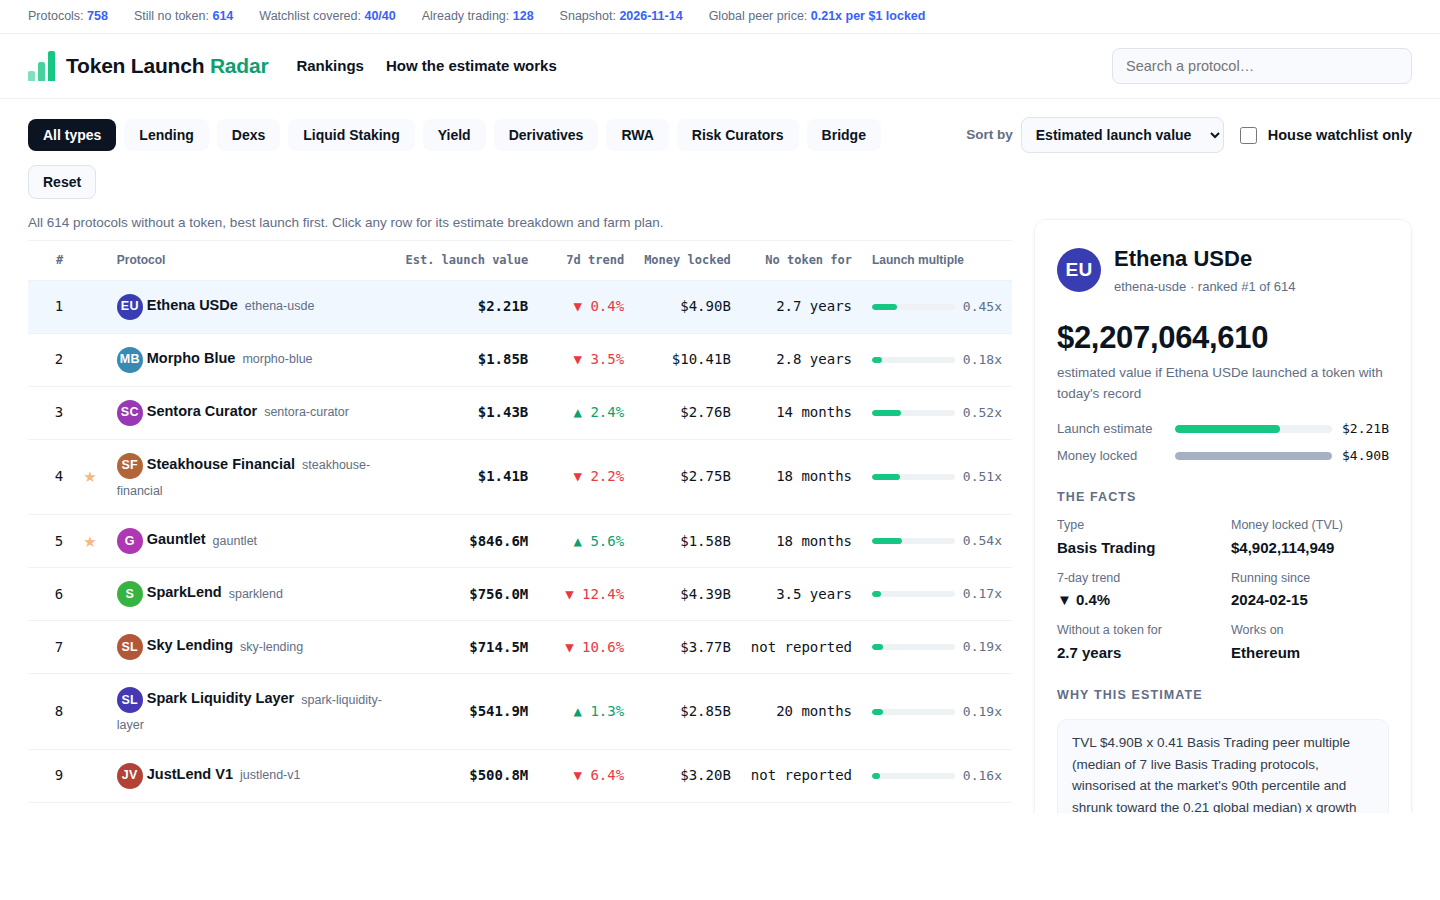 Protocols: 758 Still no token: 614 Watchlist covered: 40/40 Already trading: 128 Snapshot: 2026-11-14 Global peer price: 0.21x per $1 locked
Token Launch Radar Rankings How the estimate works Search a protocol…
All types Lending Dexs Liquid Staking Yield Derivatives RWA Risk Curators Bridge Sort by Estimated launch value House watchlist only
Reset
All 614 protocols without a token, best launch first. Click any row for its estimate breakdown and farm plan.
# Protocol Est. launch value 7d trend Money locked No token for Launch multiple
1 EU Ethena USDe ethena-usde $2.21B ▼ 0.4% $4.90B 2.7 years 0.45x
2 MB Morpho Blue morpho-blue $1.85B ▼ 3.5% $10.41B 2.8 years 0.18x
3 SC Sentora Curator sentora-curator $1.43B ▲ 2.4% $2.76B 14 months 0.52x
4 ★ SF Steakhouse Financial steakhouse-
financial $1.41B ▼ 2.2% $2.75B 18 months 0.51x
5 ★ G Gauntlet gauntlet $846.6M ▲ 5.6% $1.58B 18 months 0.54x
6 S SparkLend sparklend $756.0M ▼ 12.4% $4.39B 3.5 years 0.17x
7 SL Sky Lending sky-lending $714.5M ▼ 10.6% $3.77B not reported 0.19x
8 SL Spark Liquidity Layer spark-liquidity-
layer $541.9M ▲ 1.3% $2.85B 20 months 0.19x
9 JV JustLend V1 justlend-v1 $500.8M ▼ 6.4% $3.20B not reported 0.16x
EU Ethena USDe
ethena-usde · ranked #1 of 614
$2,207,064,610
estimated value if Ethena USDe launched a token with
today's record
Launch estimate $2.21B
Money locked $4.90B
THE FACTS
Type Money locked (TVL)
Basis Trading $4,902,114,949
7-day trend Running since
▼ 0.4% 2024-02-15
Without a token for Works on
2.7 years Ethereum
WHY THIS ESTIMATE
TVL $4.90B x 0.41 Basis Trading peer multiple
(median of 7 live Basis Trading protocols,
winsorised at the market's 90th percentile and
shrunk toward the 0.21 global median) x growth